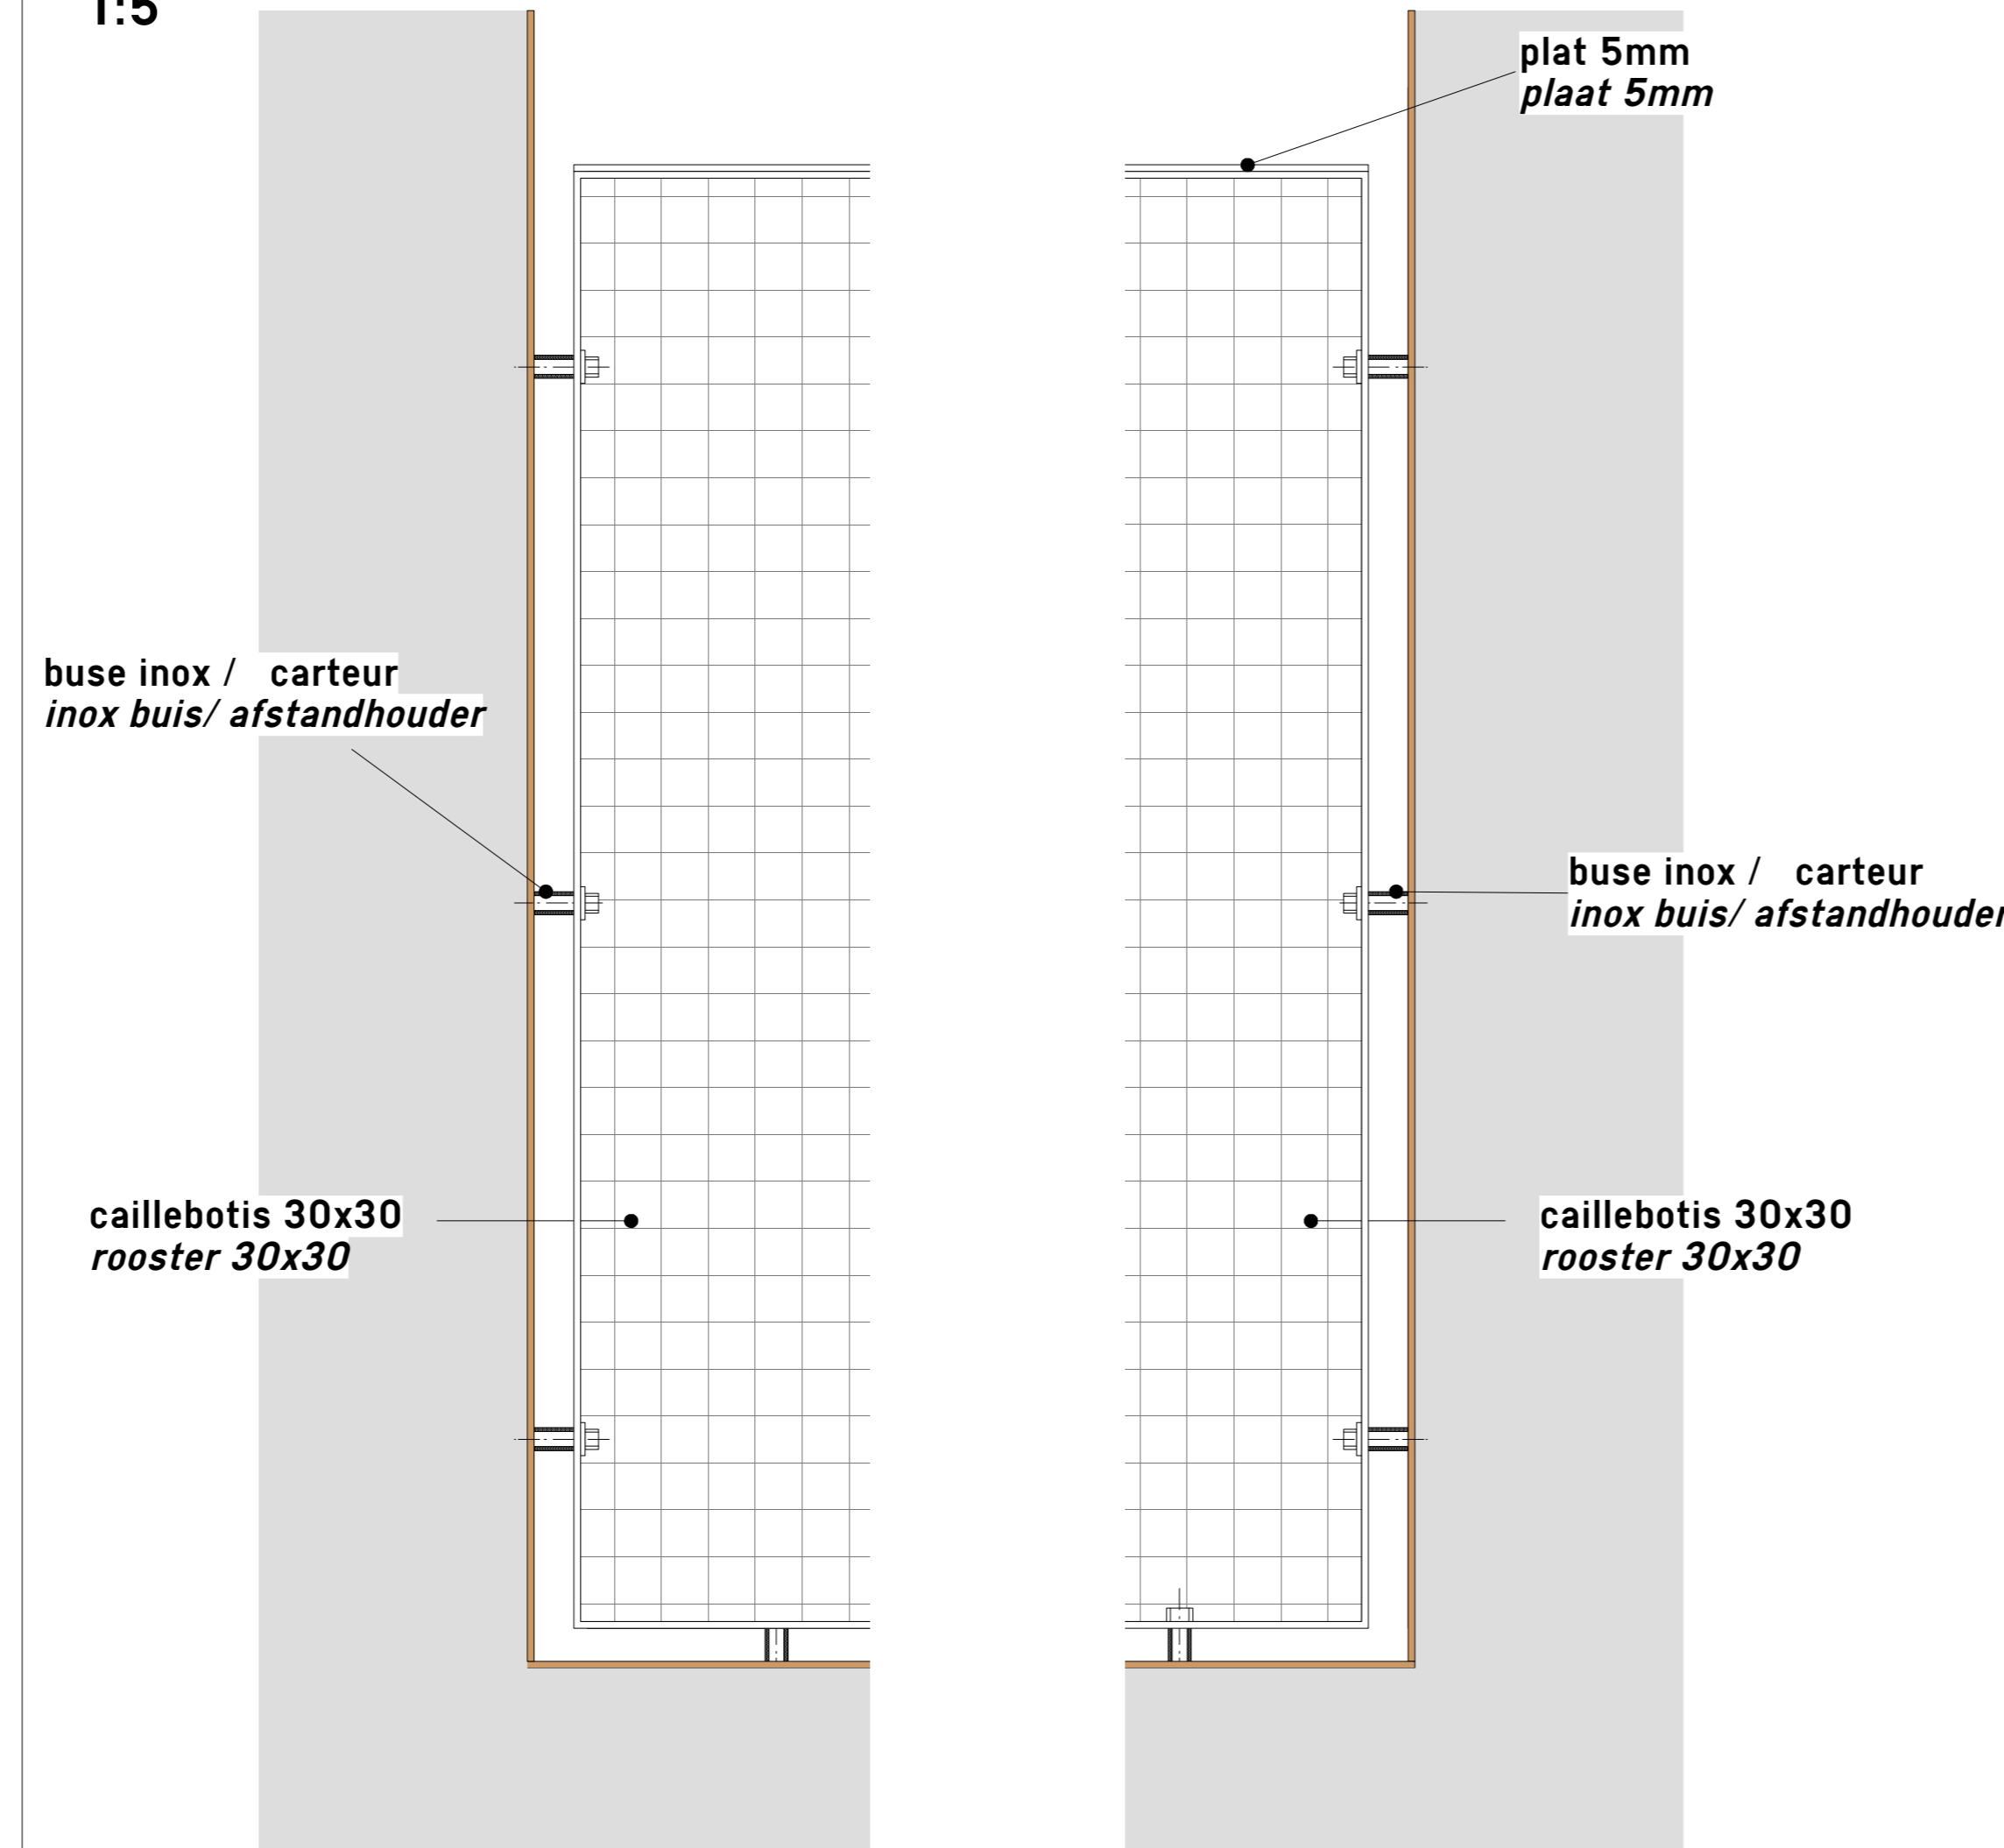 1:5
plat 5mm
plaat 5mm
buse inox /   carteur
inox buis/ afstandhouder
buse inox /   carteur
inox buis/ afstandhouder
caillebotis 30x30
rooster 30x30
caillebotis 30x30
rooster 30x30